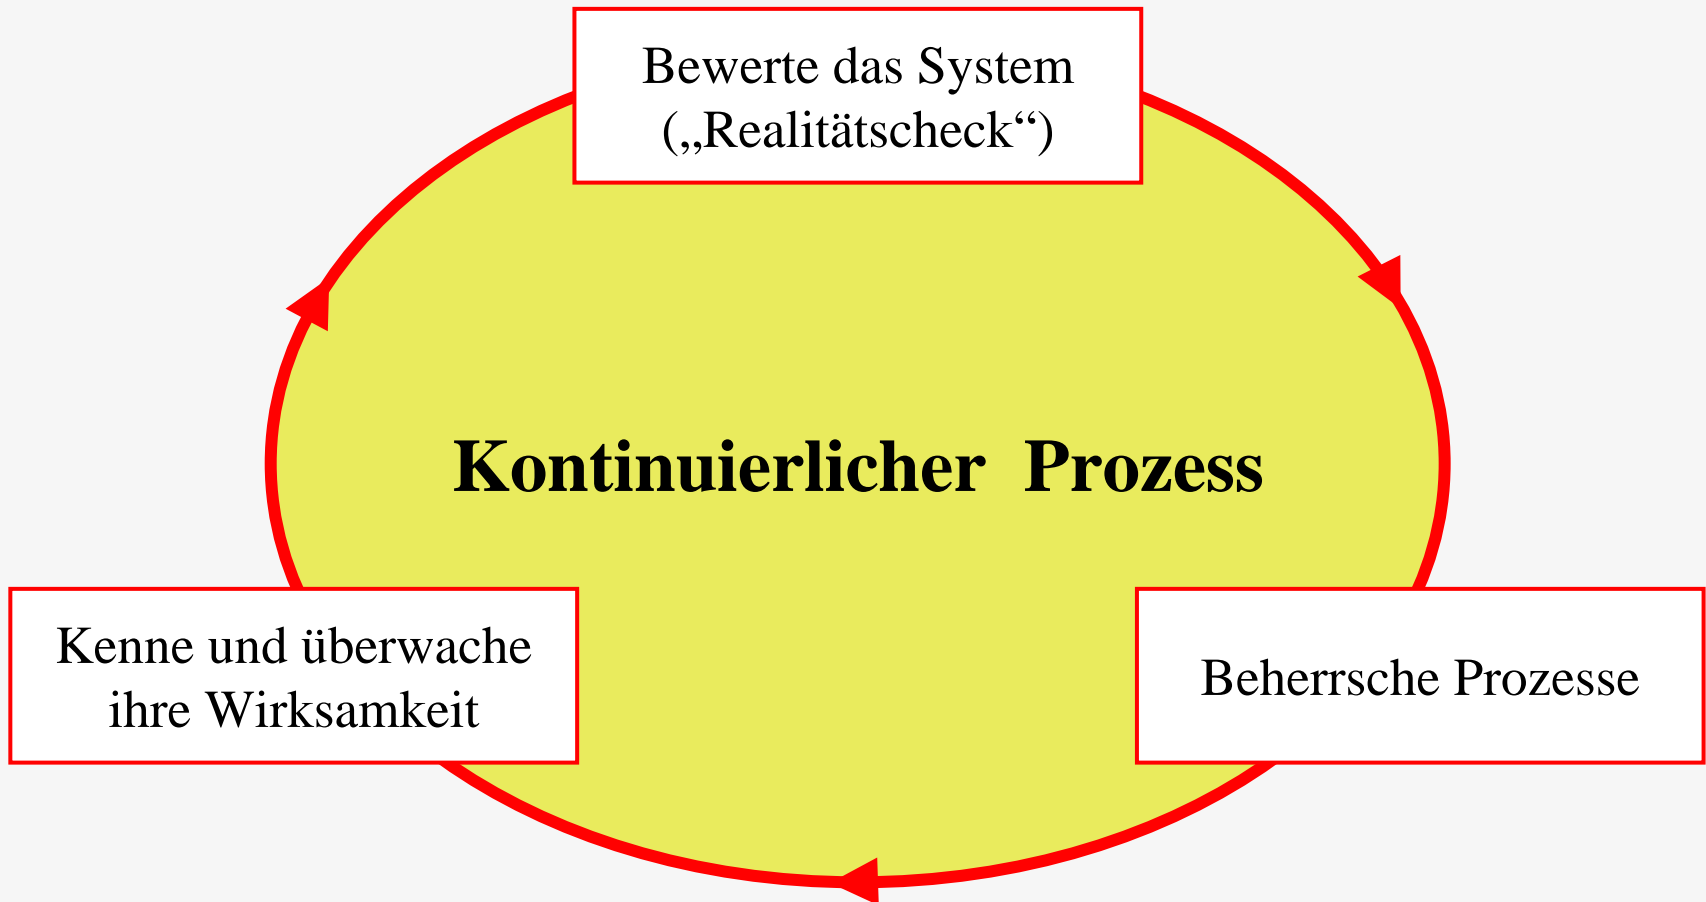 Bewerte das System
(„Realitätscheck“)
Kontinuierlicher Prozess
Kenne und überwache
ihre Wirksamkeit
Beherrsche Prozesse